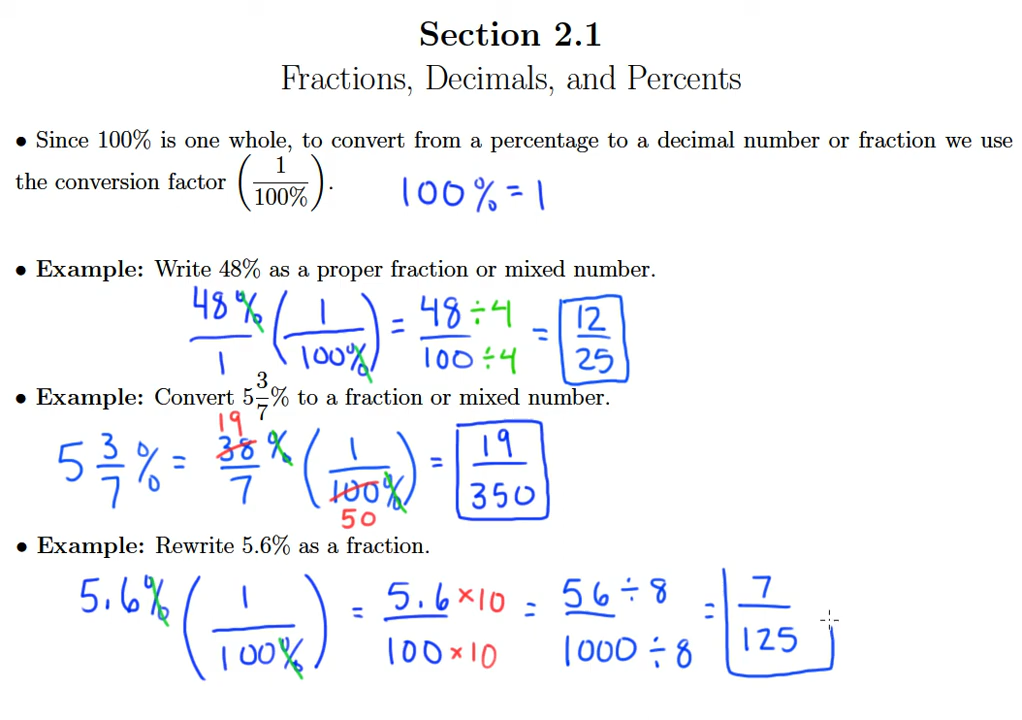 Section 2.1
Fractions, Decimals, and Percents
• Since 100% is one whole, to convert from a percentage to a decimal number or fraction we use
the conversion factor (1/100%). 100% = 1
• Example: Write 48% as a proper fraction or mixed number.
48%/1 (1/100%) = 48÷4/100÷4 = 12/25
• Example: Convert 5 3/7% to a fraction or mixed number.
19
5 3/7 % = 38/7 % (1/100%) = 19/350
50
• Example: Rewrite 5.6% as a fraction.
5.6% (1/100%) = 5.6×10/100×10 = 56÷8/1000÷8 = 7/125